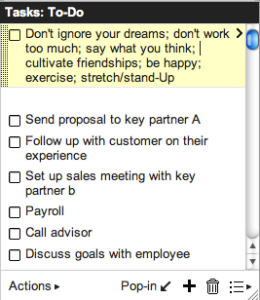 Tasks: To-Do
Don't ignore your dreams; don't work
too much; say what you think;
cultivate friendships; be happy;
exercise; stretch/stand-Up
Send proposal to key partner A
Follow up with customer on their
experience
Set up sales meeting with key
partner b
Payroll
Call advisor
Discuss goals with employee
Actions
Pop-in